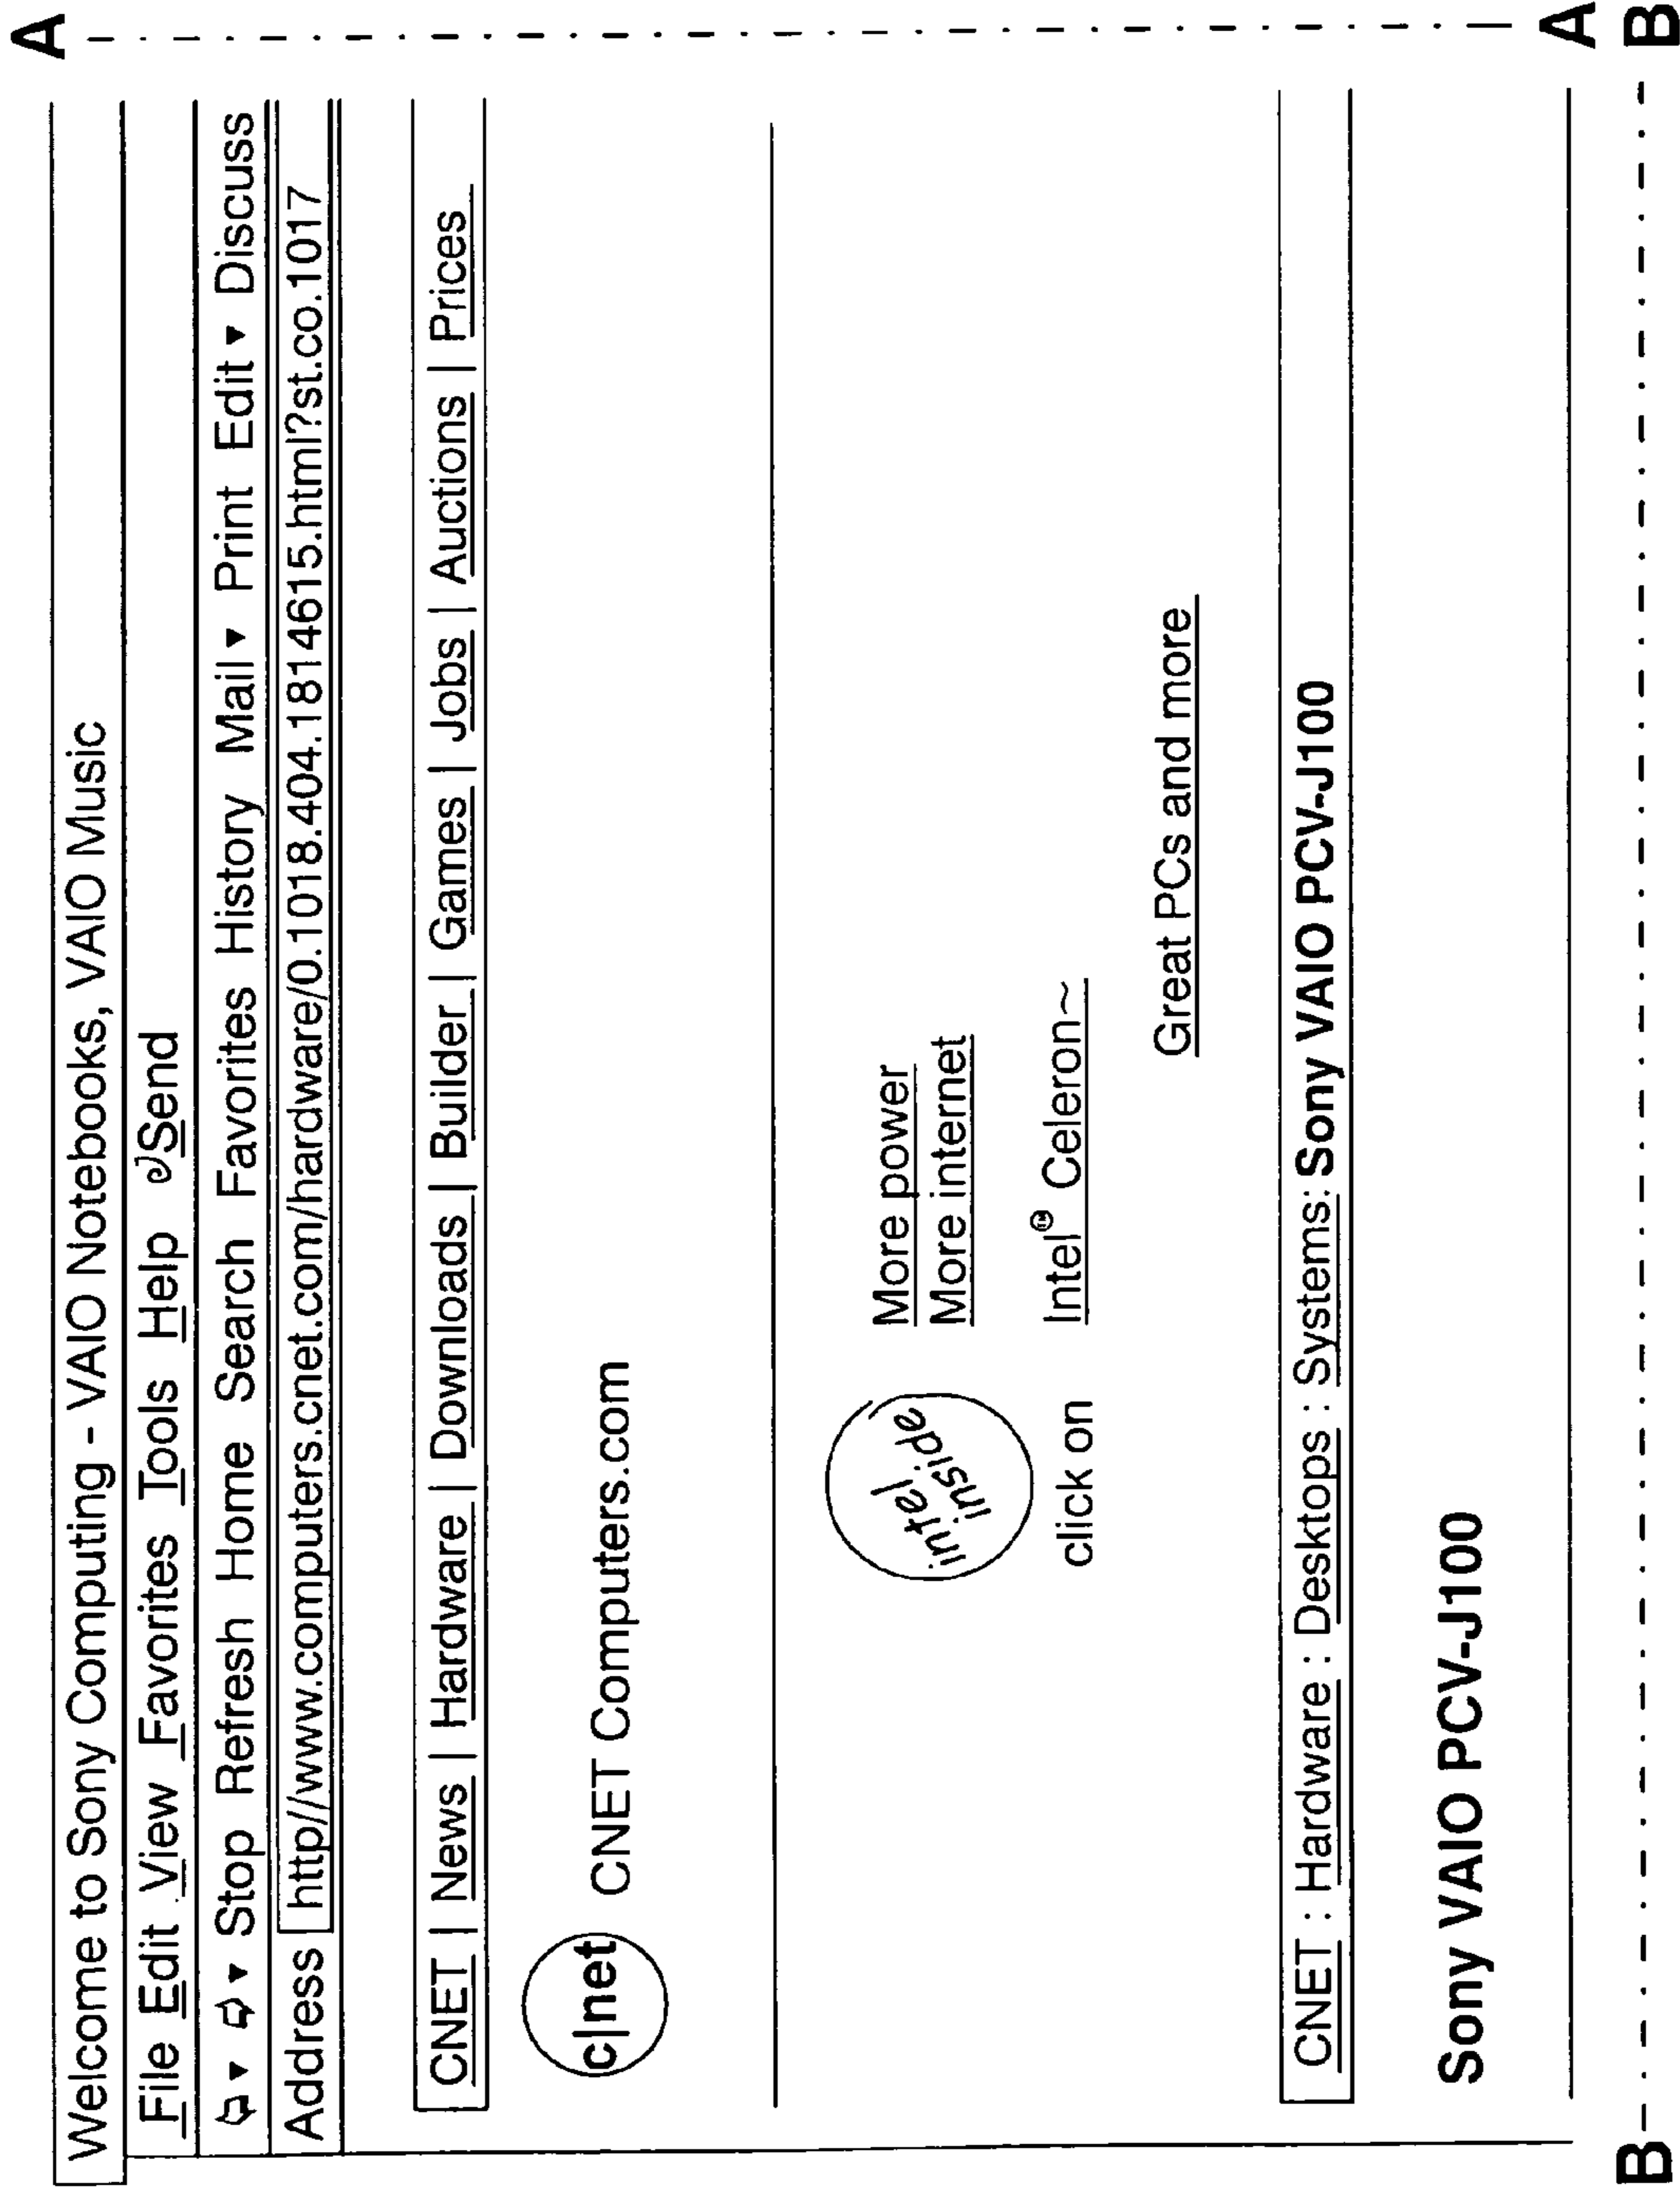 Welcome to Sony Computing - VAIO Notebooks, VAIO Music
File Edit View Favorites Tools Help Send
Stop Refresh Home Search Favorites History Mail ▾ Print Edit ▾ Discuss
Address http//www.computers.cnet.com/hardware/0.1018.404.1814615.html?st.co.1017
CNET | News | Hardware | Downloads | Builder | Games | Jobs | Auctions | Prices
c|net CNET Computers.com
intel inside
More power
More internet
click on Intel® Celeron~
Great PCs and more
CNET : Hardware : Desktops : Systems: Sony VAIO PCV-J100
Sony VAIO PCV-J100
A A
B B